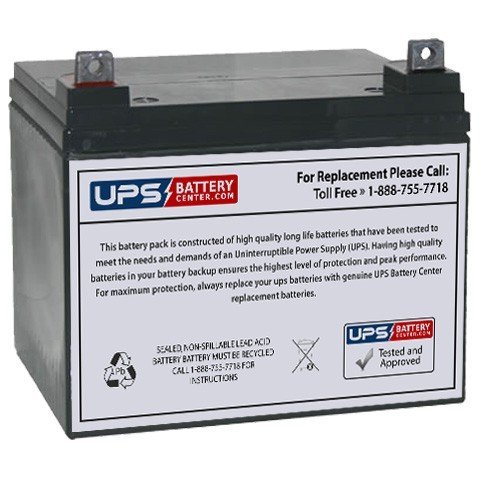 UPS BATTERY
CENTER.COM
For Replacement Please Call:
Toll Free » 1-888-755-7718
This battery pack is constructed of high quality long life batteries that have been tested to
meet the needs and demands of an Uninterruptible Power Supply (UPS). Having high quality
batteries in your battery backup ensures the highest level of protection and peak performance.
For maximum protection, always replace your ups batteries with genuine UPS Battery Center
replacement batteries.
Pb
SEALED, NON-SPILLABLE LEAD ACID
BATTERY BATTERY MUST BE RECYCLED
CALL 1-888-755-7718 FOR
INSTRUCTIONS
UPS BATTERY
CENTER.COM
Tested and
Approved